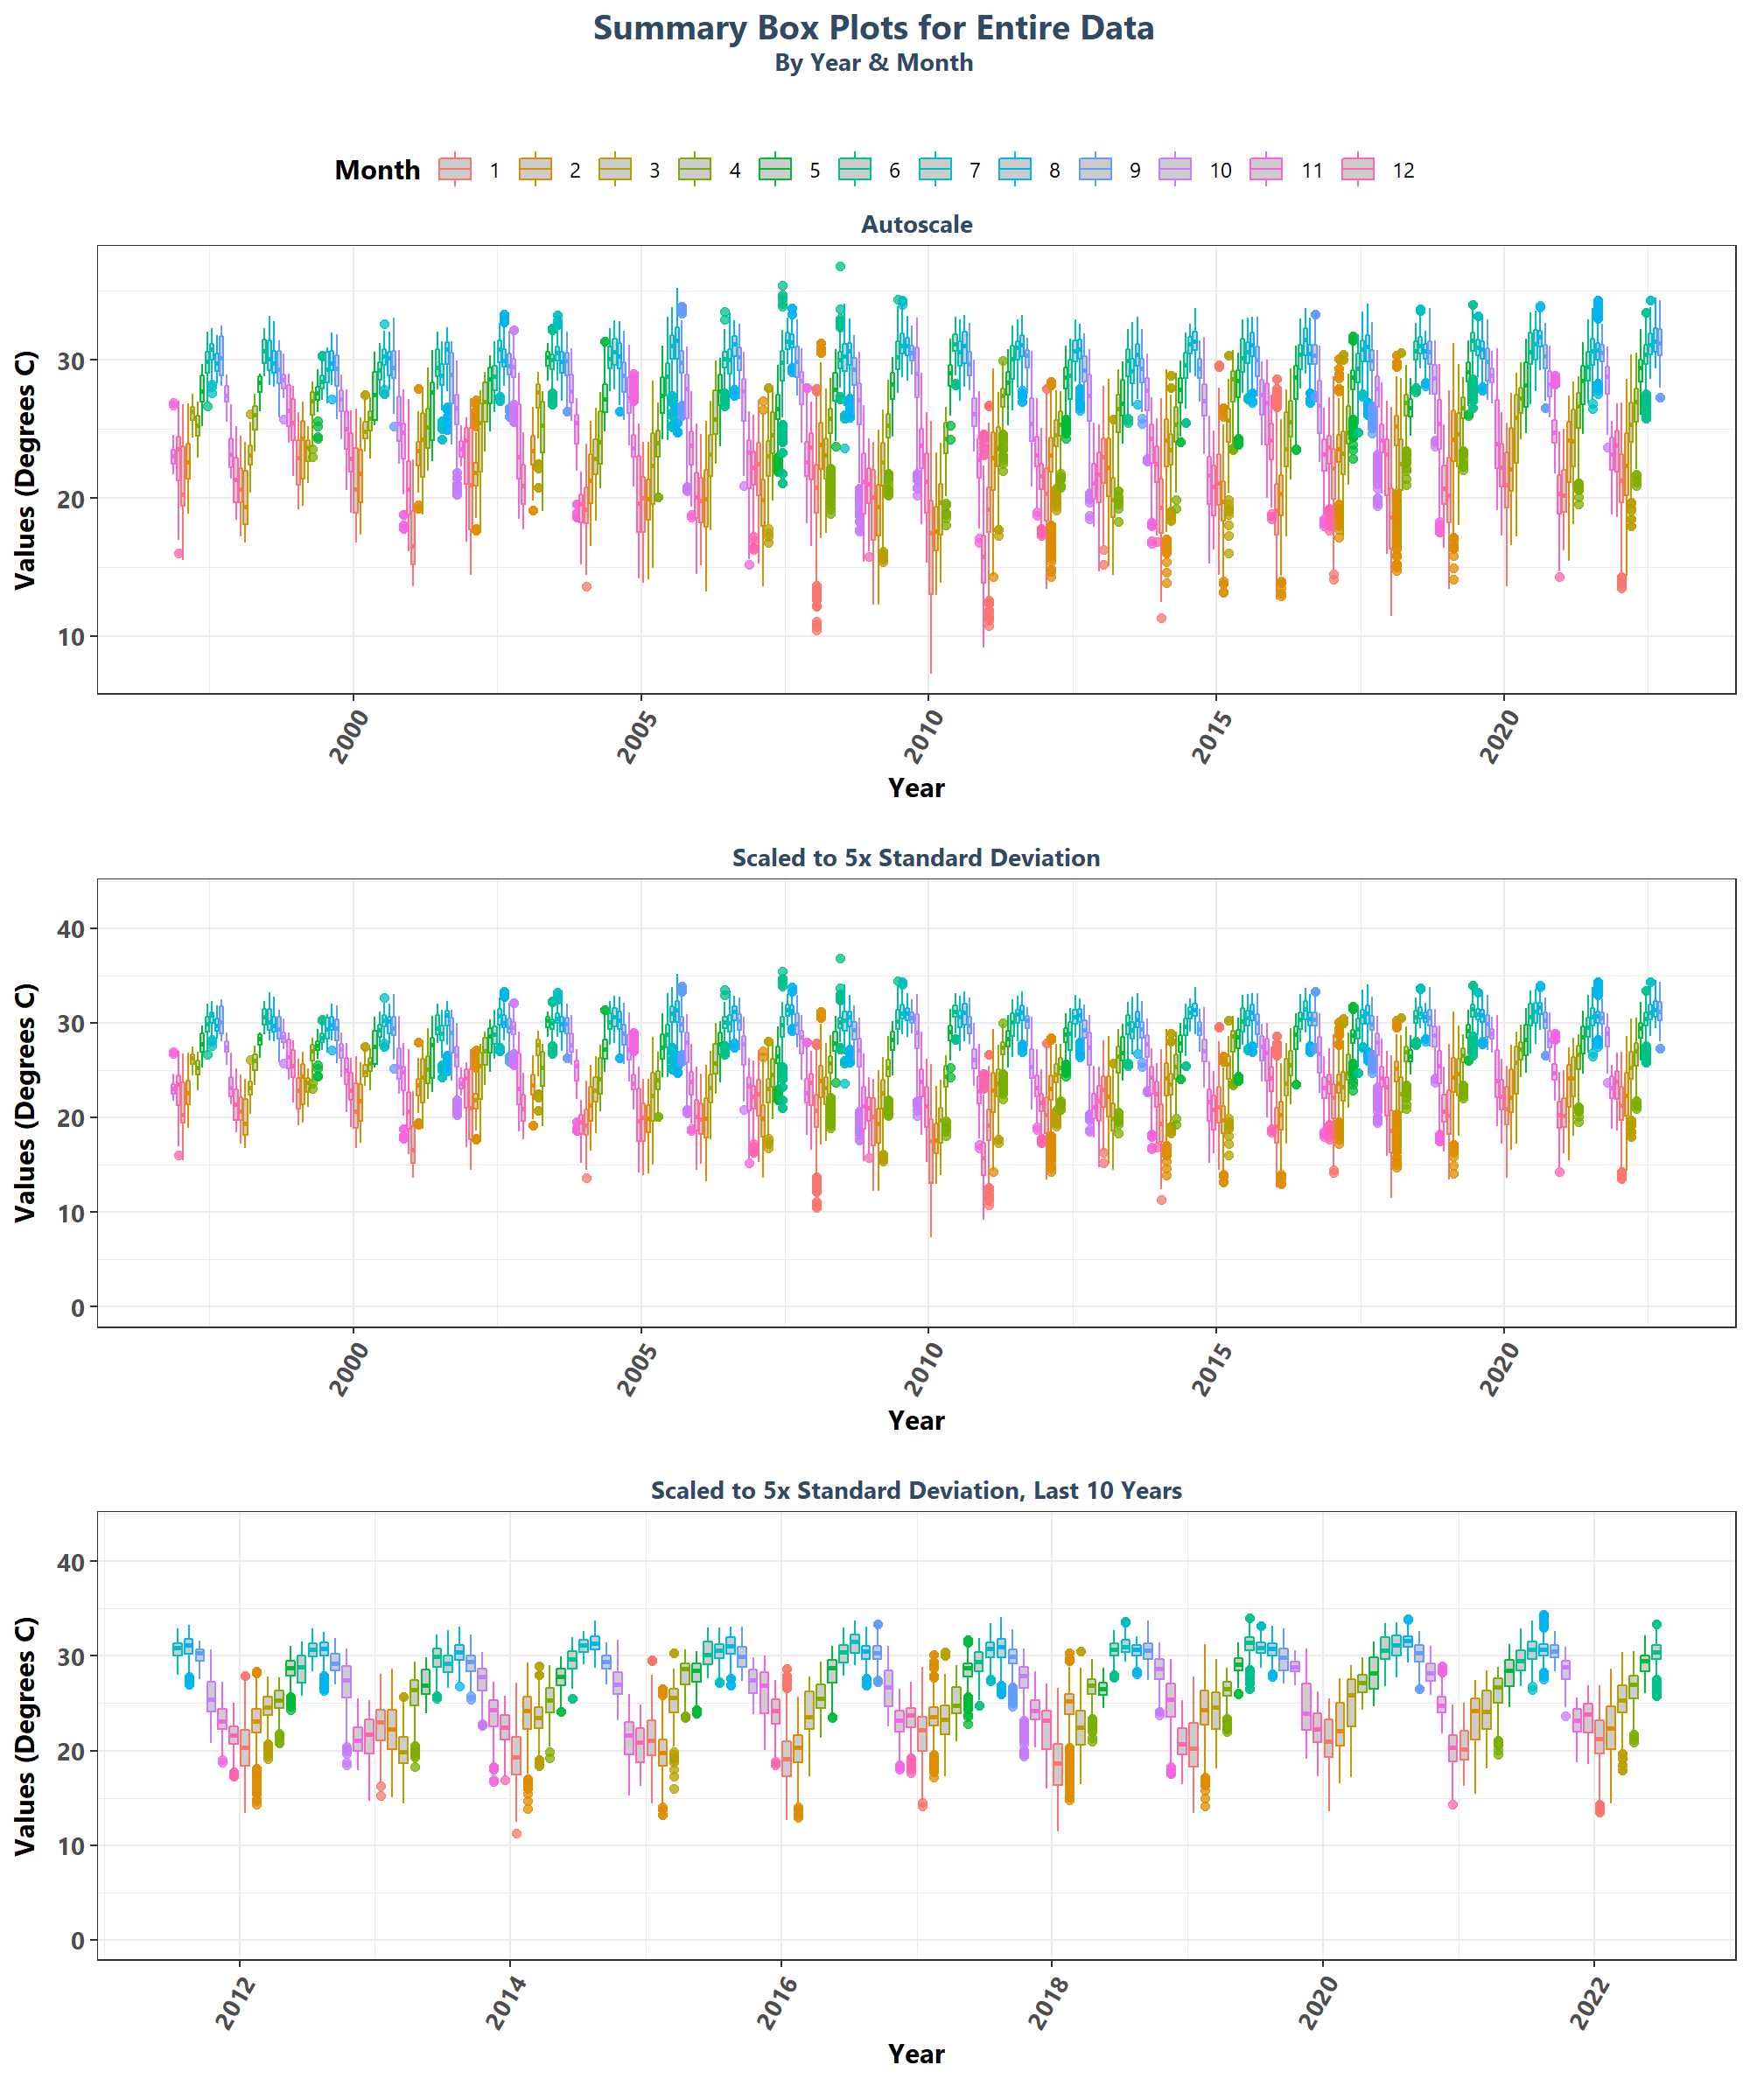 Summary Box Plots for Entire Data
By Year & Month
Month 1 2 3 4 5 6 7 8 9 10 11 12
Autoscale
Values (Degrees C)
30
20
10
2000 2005 2010 2015 2020
Year
Scaled to 5x Standard Deviation
Values (Degrees C)
40
30
20
10
0
2000 2005 2010 2015 2020
Year
Scaled to 5x Standard Deviation, Last 10 Years
Values (Degrees C)
40
30
20
10
0
2012 2014 2016 2018 2020 2022
Year